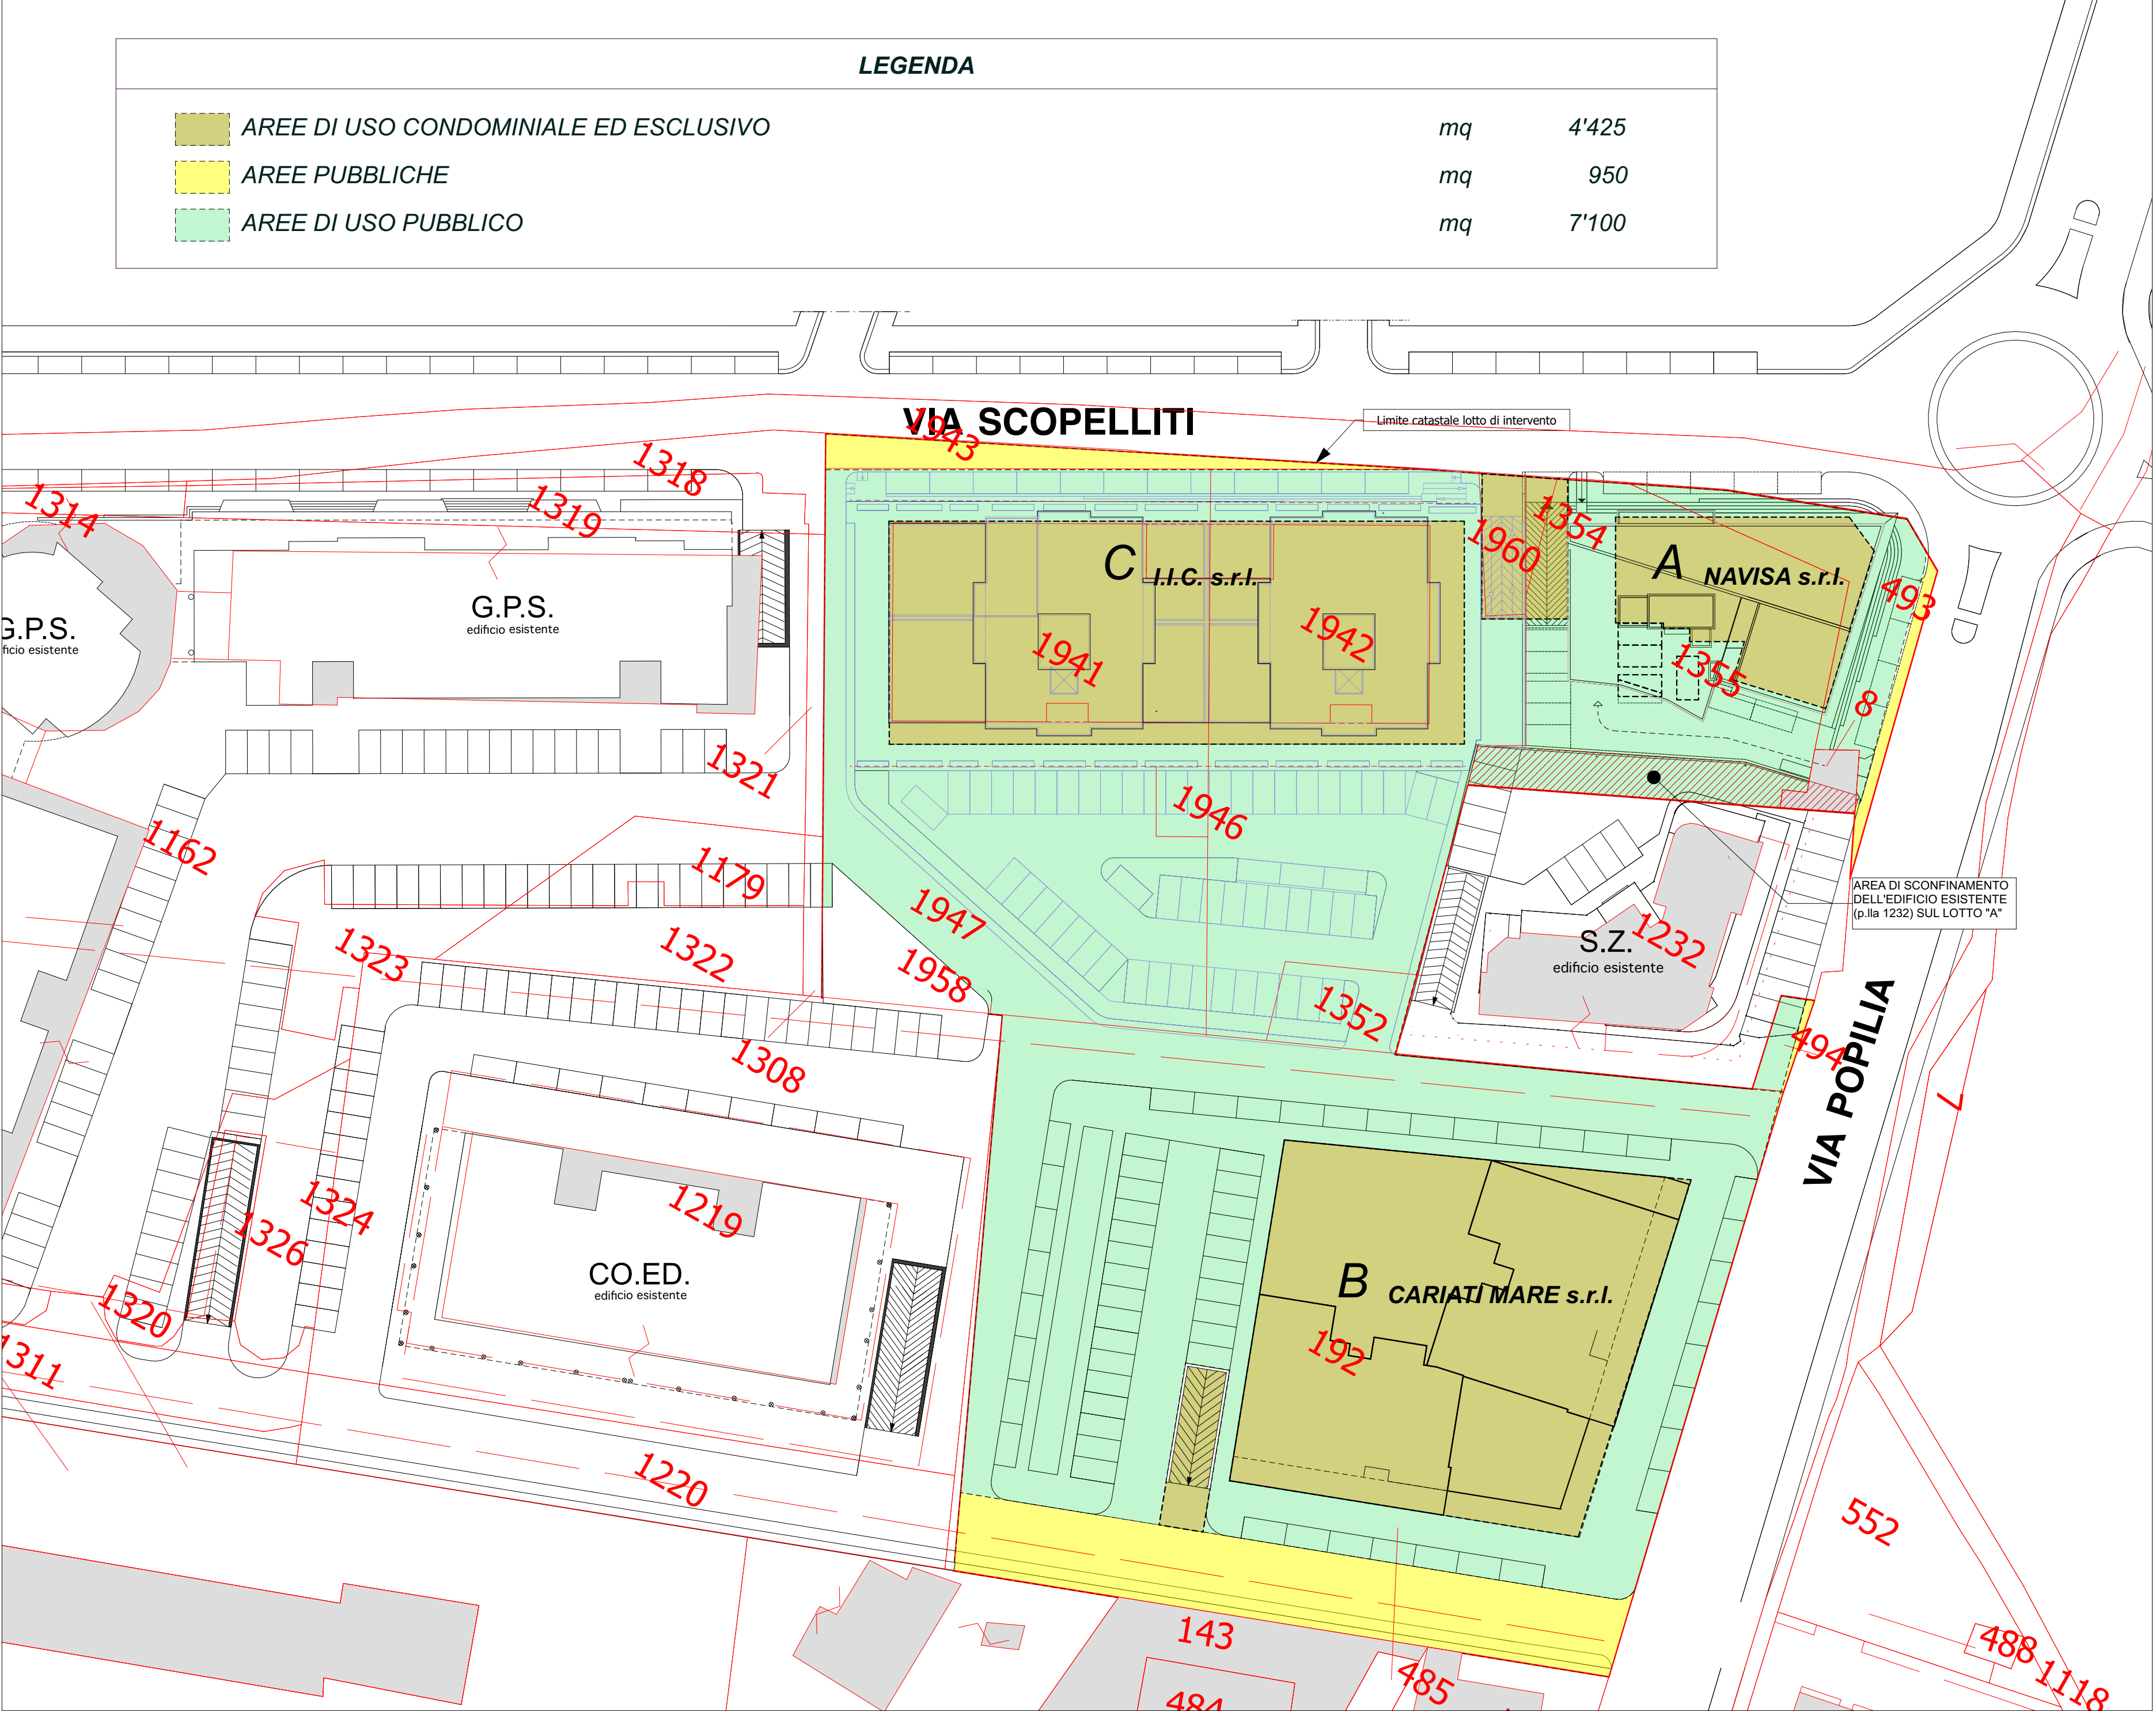 LEGENDA
AREE DI USO CONDOMINIALE ED ESCLUSIVO mq 4'425
AREE PUBBLICHE mq 950
AREE DI USO PUBBLICO mq 7'100
VIA SCOPELLITI
1943
Limite catastale lotto di intervento
1318
1314
1319
1354
1960
C I.I.C. s.r.l.
A NAVISA s.r.l.
493
G.P.S.
edificio esistente
G.P.S.
ficio esistente
1941
1942
1355
8
1321
1946
1162
1179
AREA DI SCONFINAMENTO
DELL'EDIFICIO ESISTENTE
(p.lla 1232) SUL LOTTO "A"
1947
1323
1322
1958
S.Z.
edificio esistente
1232
1352
494
1308
VIA POPILIA
7
1219
1324
1326
CO.ED.
edificio esistente
B CARIATI MARE s.r.l.
192
1320
1311
1220
552
143
484
485
488
1118